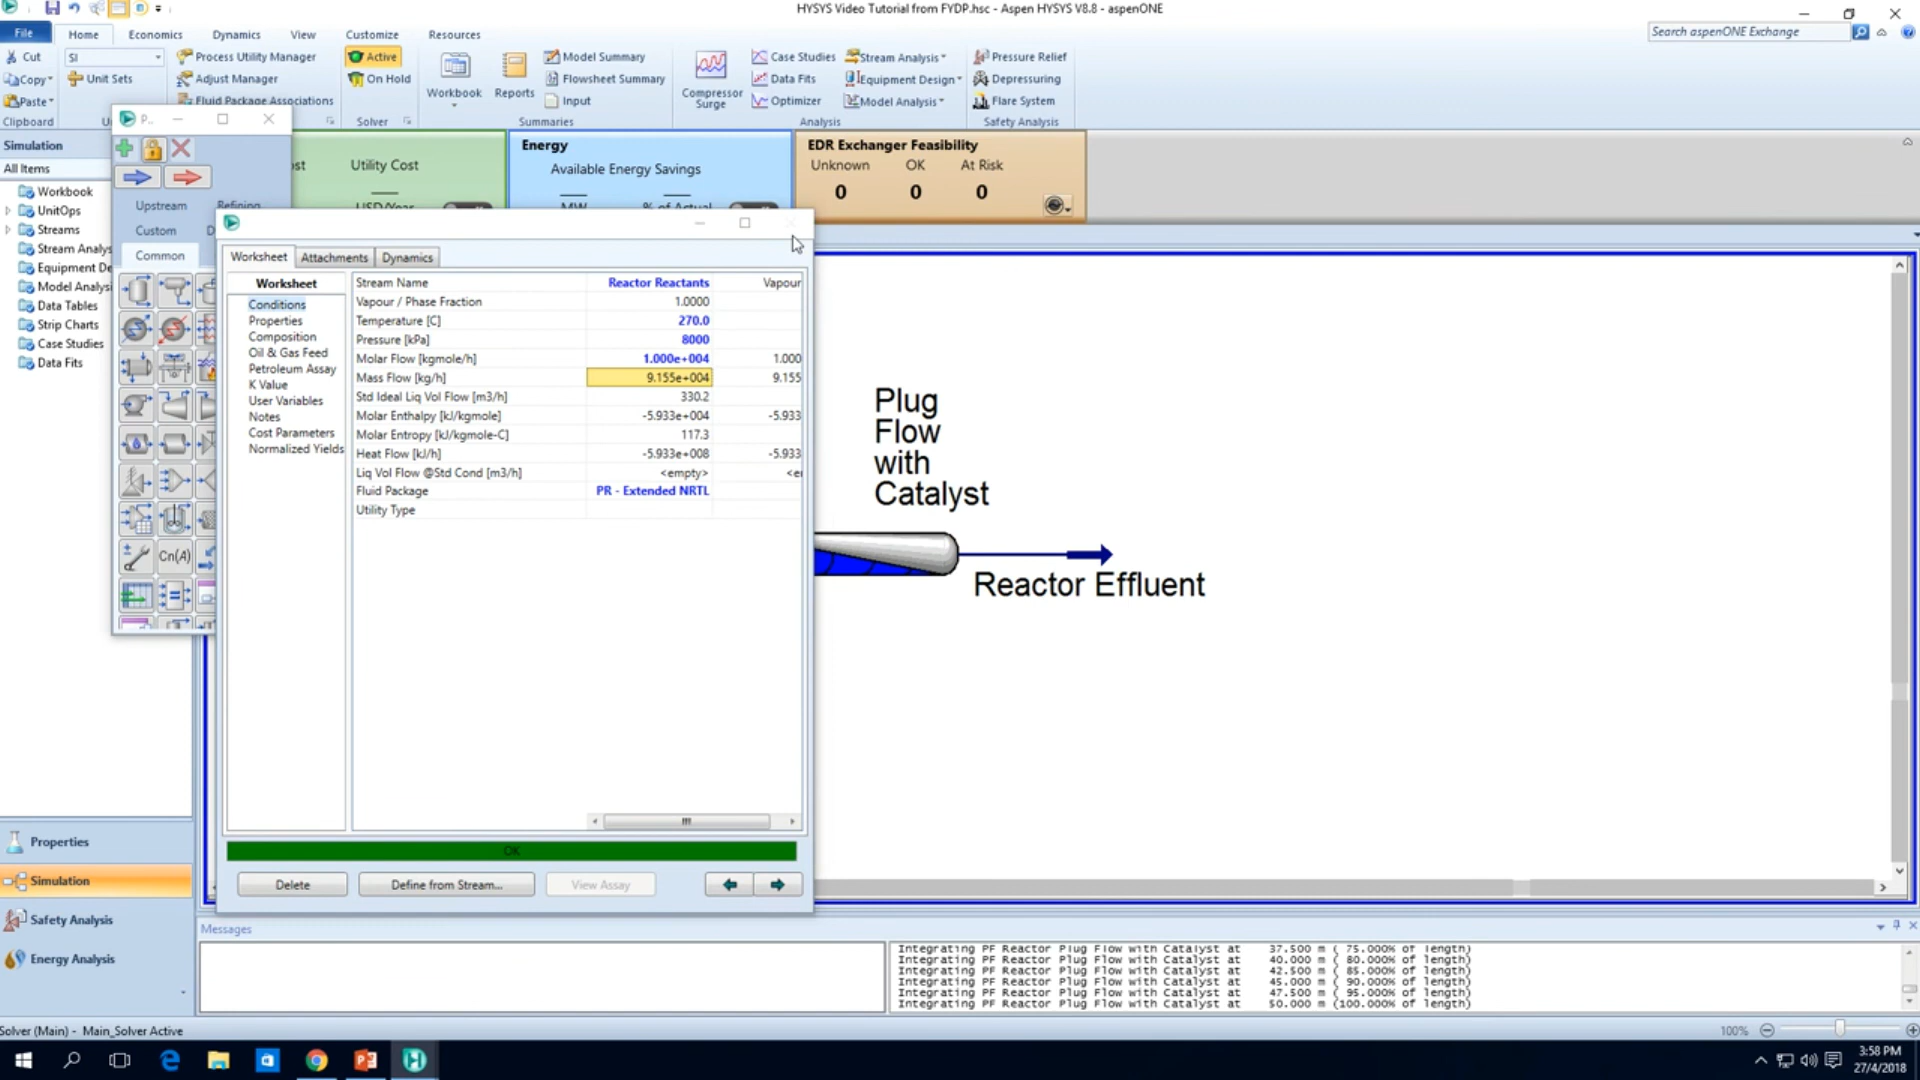 HYSYS Video Tutorial from FYDP.hsc - Aspen HYSYS V8.8 - aspenONE
File Home Economics Dynamics View Customize Resources
Search aspenONE Exchange
Cut SI Process Utility Manager Active Model Summary Case Studies Stream Analysis Pressure Relief
Copy Unit Sets Adjust Manager On Hold Workbook Reports Flowsheet Summary Compressor Surge Data Fits Equipment Design Depressuring
Paste Fluid Package Associations Input Optimizer Model Analysis Flare System
Clipboard Solver Summaries Analysis Safety Analysis
P..
Simulation
All Items
Workbook
UnitOps
Streams
Stream Analys
Equipment De
Model Analysi
Data Tables
Strip Charts
Case Studies
Data Fits
Upstream Refining
Custom
Common
Cn(A)
Utility Cost
USD/Year
Energy
Available Energy Savings
MW % of Actual
EDR Exchanger Feasibility
Unknown OK At Risk
0 0 0
Worksheet Attachments Dynamics
Worksheet
Conditions
Properties
Composition
Oil & Gas Feed
Petroleum Assay
K Value
User Variables
Notes
Cost Parameters
Normalized Yields
Stream Name Reactor Reactants Vapour
Vapour / Phase Fraction 1.0000
Temperature [C] 270.0
Pressure [kPa] 8000
Molar Flow [kgmole/h] 1.000e+004 1.000
Mass Flow [kg/h] 9.155e+004 9.155
Std Ideal Liq Vol Flow [m3/h] 330.2
Molar Enthalpy [kJ/kgmole] -5.933e+004 -5.933
Molar Entropy [kJ/kgmole-C] 117.3
Heat Flow [kJ/h] -5.933e+008 -5.933
Liq Vol Flow @Std Cond [m3/h] <empty> <e
Fluid Package PR - Extended NRTL
Utility Type
OK
Delete Define from Stream... View Assay
Plug
Flow
with
Catalyst
Reactor Effluent
Properties
Simulation
Safety Analysis
Energy Analysis
Messages
Integrating PF Reactor Plug Flow with Catalyst at 37.500 m ( 75.000% of length)
Integrating PF Reactor Plug Flow with Catalyst at 40.000 m ( 80.000% of length)
Integrating PF Reactor Plug Flow with Catalyst at 42.500 m ( 85.000% of length)
Integrating PF Reactor Plug Flow with Catalyst at 45.000 m ( 90.000% of length)
Integrating PF Reactor Plug Flow with Catalyst at 47.500 m ( 95.000% of length)
Integrating PF Reactor Plug Flow with Catalyst at 50.000 m (100.000% of length)
Solver (Main) - Main_Solver Active
100%
3:58 PM
27/4/2018